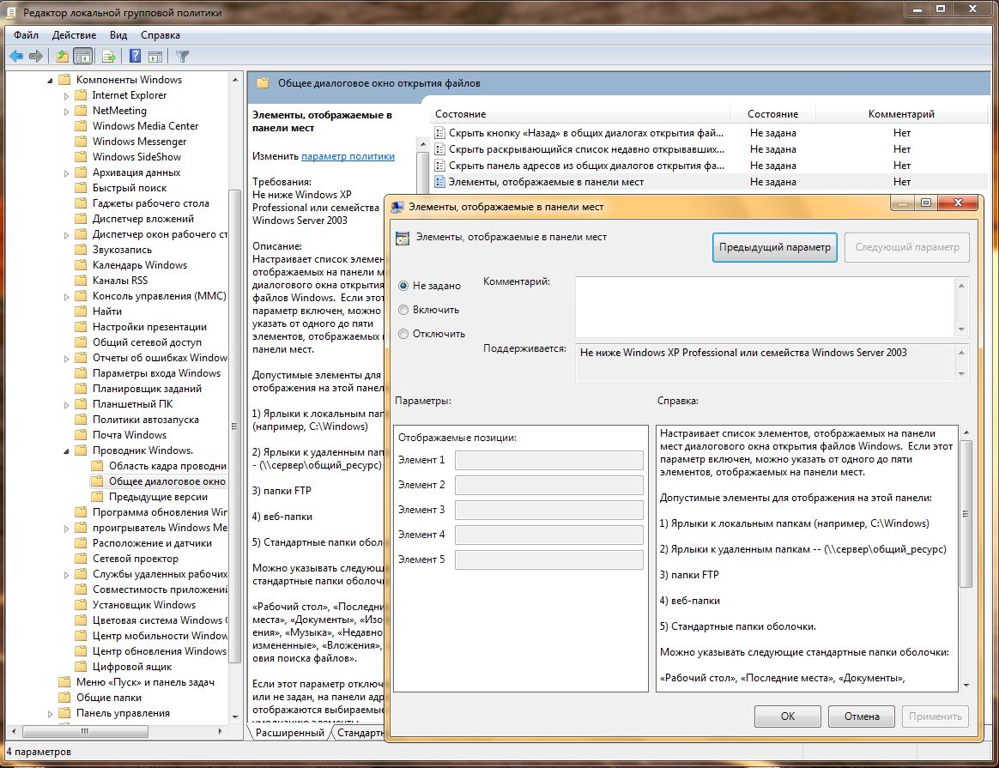 Редактор локальной групповой политики
Файл Действие Вид Справка
Компоненты Windows
Internet Explorer
NetMeeting
Windows Media Center
Windows Messenger
Windows SideShow
Архивация данных
Быстрый поиск
Гаджеты рабочего стола
Диспетчер вложений
Диспетчер окон рабочего ст
Звукозапись
Календарь Windows
Каналы RSS
Консоль управления (MMC)
Найти
Настройки презентации
Общий сетевой доступ
Отчеты об ошибках Window
Параметры входа Windows
Планировщик заданий
Планшетный ПК
Политики автозапуска
Почта Windows
Проводник Windows.
Область кадра проводни
Общее диалоговое окно
Предыдущие версии
Программа обновления Wir
проигрыватель Windows Me
Расположение и датчики
Сетевой проектор
Службы удаленных рабочих
Совместимость приложений
Установщик Windows
Цветовая система Windows
Центр мобильности Window
Центр обновления Windows
Цифровой ящик
Меню «Пуск» и панель задач
Общие папки
Панель управления
4 параметров
Общее диалоговое окно открытия файлов
Элементы, отображаемые в
панели мест
Изменить параметр политики
Требования:
Не ниже Windows XP
Professional или семейства
Windows Server 2003
Описание:
Настраивает список элемен
отображаемых на панели м
диалогового окна открытия
файлов Windows. Если этот
параметр включен, можно
указать от одного до пяти
элементов, отображаемых
панели мест.
Допустимые элементы для
отображения на этой панел
1) Ярлыки к локальным пап
(например, C:\Windows)
2) Ярлыки к удаленным пап
- (\\сервер\общий_ресурс)
3) папки FTP
4) веб-папки
5) Стандартные папки обол
Можно указывать следующ
стандартные папки оболоч
«Рабочий стол», «Последни
места», «Документы», «Изо
ения», «Музыка», «Недавно
измененные», «Вложения»,
овия поиска файлов».
Если этот параметр отключ
или не задан, на панели ад
отображаются выбираемые
умолчанию элементы
Расширенный Стандарт
Состояние Состояние Комментарий
Скрыть кнопку «Назад» в общих диалогах открытия фай... Не задана Нет
Скрыть раскрывающийся список недавно открывавших... Не задана Нет
Скрыть панель адресов из общих диалогов открытия фа... Не задана Нет
Элементы, отображаемые в панели мест Не задана Нет
Элементы, отображаемые в панели мест
Элементы, отображаемые в панели мест
Предыдущий параметр Следующий параметр
Не задано
Включить
Отключить
Комментарий:
Поддерживается: Не ниже Windows XP Professional или семейства Windows Server 2003
Параметры: Справка:
Отображаемые позиции:
Элемент 1
Элемент 2
Элемент 3
Элемент 4
Элемент 5
Настраивает список элементов, отображаемых на панели
мест диалогового окна открытия файлов Windows. Если этот
параметр включен, можно указать от одного до пяти
элементов, отображаемых на панели мест.
Допустимые элементы для отображения на этой панели:
1) Ярлыки к локальным папкам (например, C:\Windows)
2) Ярлыки к удаленным папкам -- (\\сервер\общий_ресурс)
3) папки FTP
4) веб-папки
5) Стандартные папки оболочки.
Можно указывать следующие стандартные папки оболочки:
«Рабочий стол», «Последние места», «Документы»,
ОК Отмена Применить